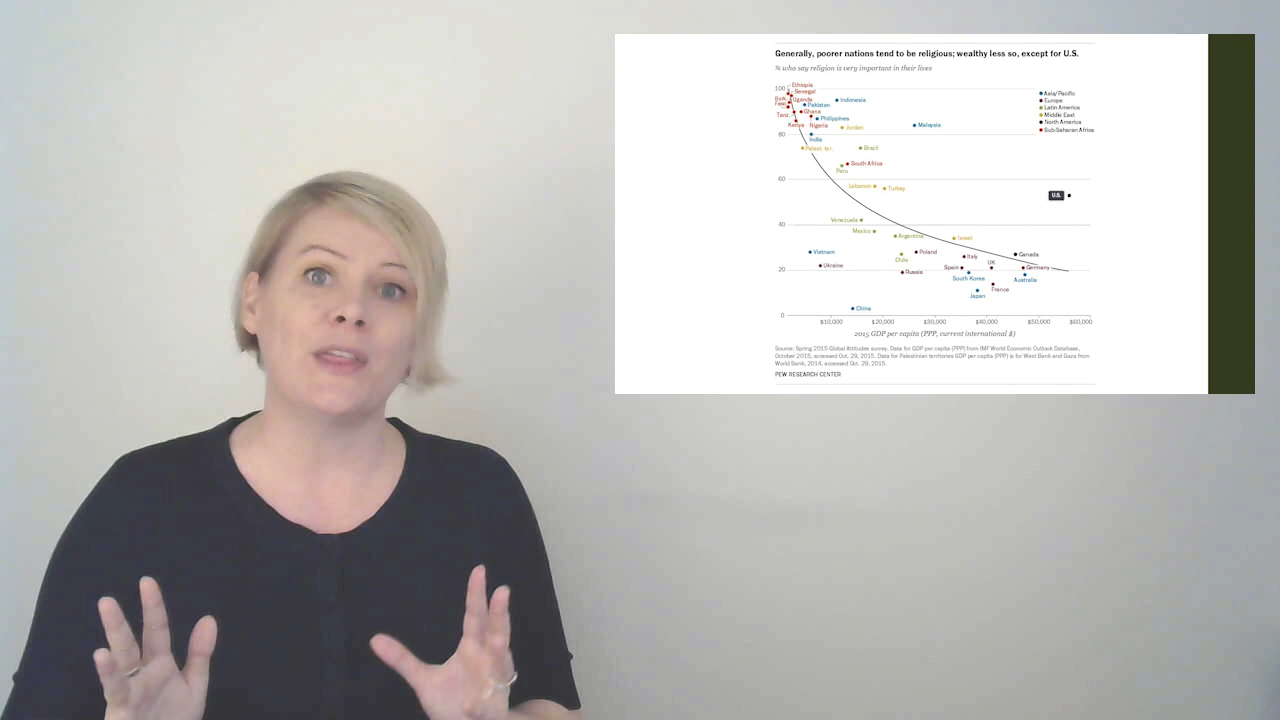 Generally, poorer nations tend to be religious; wealthy less so, except for U.S.
% who say religion is very important in their lives
Ethiopia
100
Senegal
Burk. Faso
Uganda
Indonesia
Pakistan
Ghana
Tanz.
Philippines
Kenya
Nigeria
Jordan
Malaysia
80
India
Palest. ter.
Brazil
South Africa
Peru
60
Lebanon
Turkey
U.S.
Venezuela
40
Mexico
Argentina
Israel
Vietnam
Chile
Poland
Italy
Canada
UK
Ukraine
20
Russia
Spain
Germany
South Korea
Australia
France
Japan
China
0
$10,000 $20,000 $30,000 $40,000 $50,000 $60,000
2015 GDP per capita (PPP, current international $)
Asia/Pacific
Europe
Latin America
Middle East
North America
Sub-Saharan Africa
Source: Spring 2015 Global Attitudes survey. Data for GDP per capita (PPP) from IMF World Economic Outlook Database,
October 2015, accessed Oct. 29, 2015. Data for Palestinian territories GDP per capita (PPP) is for West Bank and Gaza from
World Bank, 2014, accessed Oct. 29, 2015.
PEW RESEARCH CENTER